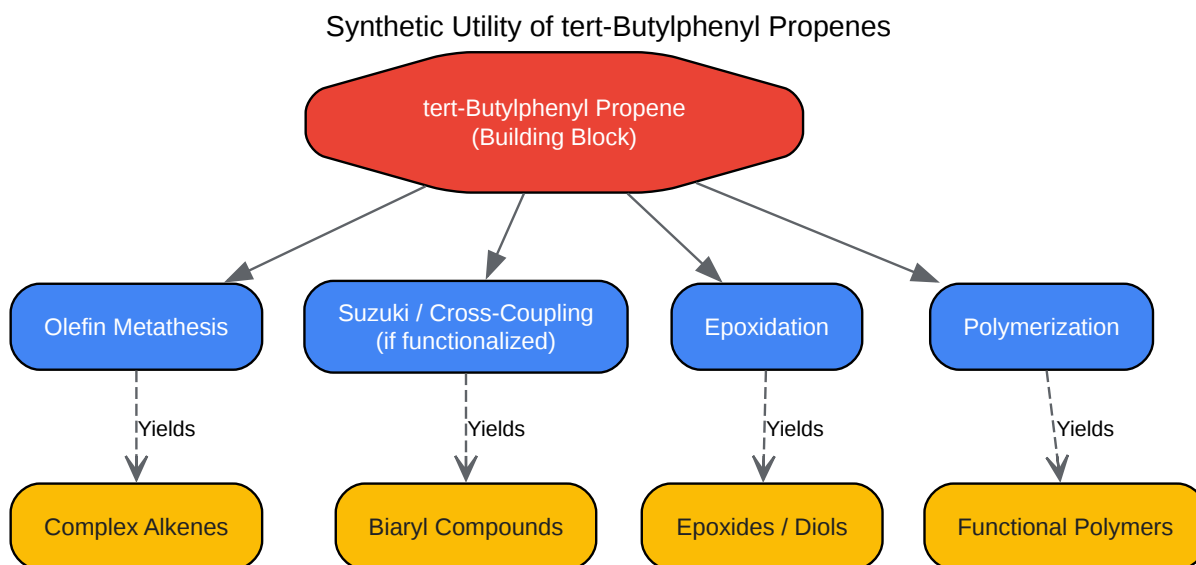 Synthetic Utility of tert-Butylphenyl Propenes
tert-Butylphenyl Propene
(Building Block)
Olefin Metathesis
Suzuki / Cross-Coupling
(if functionalized)
Epoxidation
Polymerization
Yields
Yields
Yields
Yields
Complex Alkenes
Biaryl Compounds
Epoxides / Diols
Functional Polymers